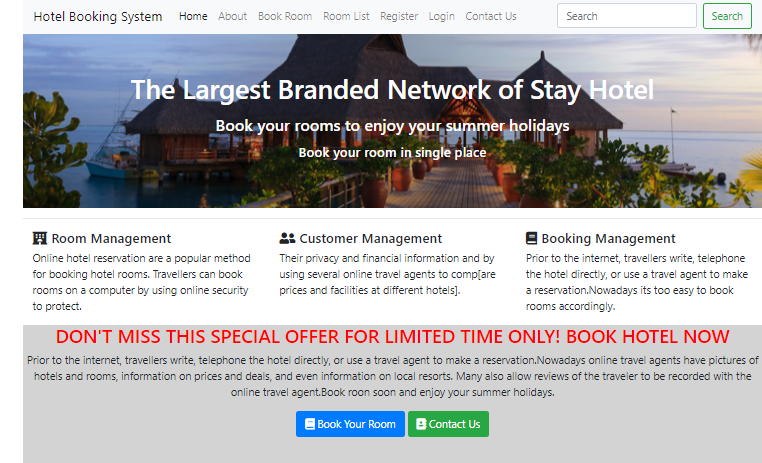 Hotel Booking System Home About Book Room Room List Register Login Contact Us Search Search
The Largest Branded Network of Stay Hotel
Book your rooms to enjoy your summer holidays
Book your room in single place
Room Management
Online hotel reservation are a popular method
for booking hotel rooms. Travellers can book
rooms on a computer by using online security
to protect.
Customer Management
Their privacy and financial information and by
using several online travel agents to comp[are
prices and facilities at different hotels].
Booking Management
Prior to the internet, travellers write, telephone
the hotel directly, or use a travel agent to make
a reservation.Nowadays its too easy to book
rooms accordingly.
DON'T MISS THIS SPECIAL OFFER FOR LIMITED TIME ONLY! BOOK HOTEL NOW
Prior to the internet, travellers write, telephone the hotel directly, or use a travel agent to make a reservation.Nowadays online travel agents have pictures of
hotels and rooms, information on prices and deals, and even information on local resorts. Many also allow reviews of the traveler to be recorded with the
online travel agent.Book roon soon and enjoy your summer holidays.
Book Your Room Contact Us